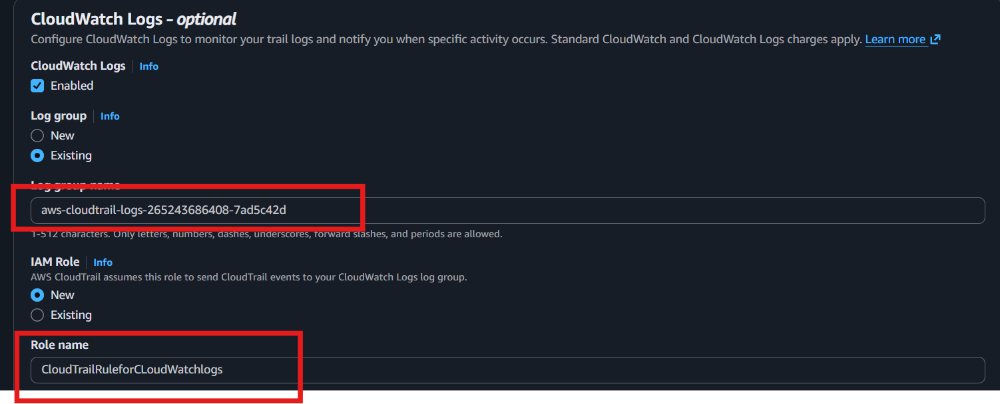 CloudWatch Logs – optional
Configure CloudWatch Logs to monitor your trail logs and notify you when specific activity occurs. Standard CloudWatch and CloudWatch Logs charges apply. Learn more
CloudWatch Logs Info
Enabled
Log group Info
New
Existing
Log group name
aws-cloudtrail-logs-265243686408-7ad5c42d
1-512 characters. Only letters, numbers, dashes, underscores, forward slashes, and periods are allowed.
IAM Role Info
AWS CloudTrail assumes this role to send CloudTrail events to your CloudWatch Logs log group.
New
Existing
Role name
CloudTrailRuleforCLoudWatchlogs